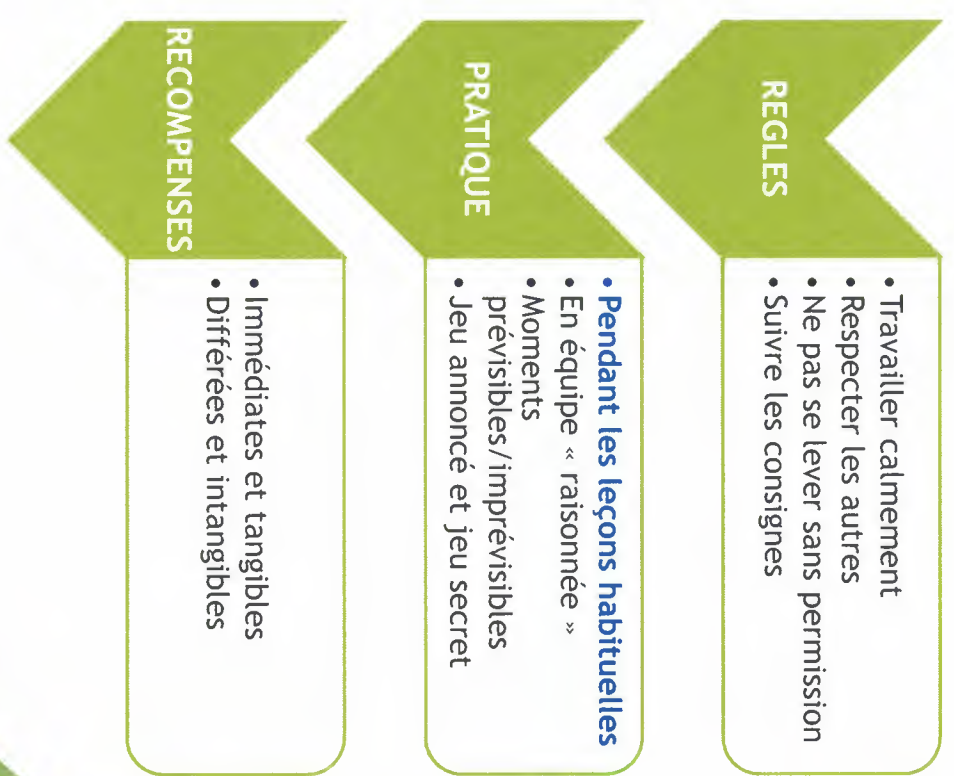 REGLES
• Travailler calmement
• Respecter les autres
• Ne pas se lever sans permission
• Suivre les consignes
PRATIQUE
• Pendant les leçons habituelles
• En équipe « raisonnée »
• Moments
prévisibles/imprévisibles
• Jeu annoncé et jeu secret
RECOMPENSES
• Immédiates et tangibles
• Différées et intangibles